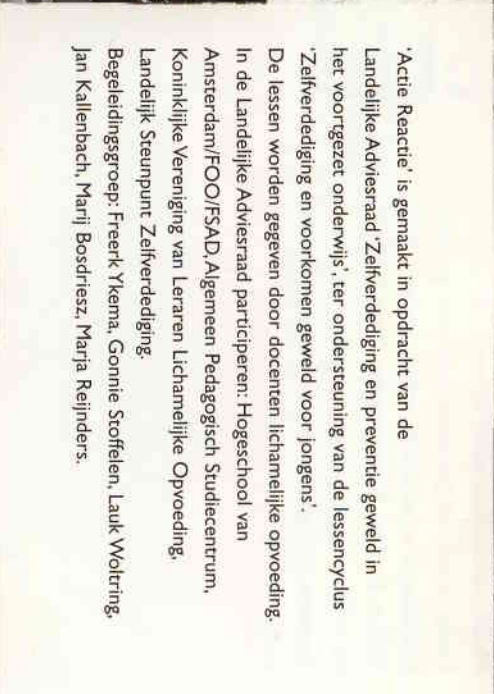 'Actie Reactie' is gemaakt in opdracht van de
Landelijke Adviesraad 'Zelfverdediging en preventie geweld in
het voortgezet onderwijs', ter ondersteuning van de lessencyclus
'Zelfverdediging en voorkomen geweld voor jongens'.
De lessen worden gegeven door docenten lichamelijke opvoeding.
In de Landelijke Adviesraad participeren: Hogeschool van
Amsterdam/FOO/FSAD, Algemeen Pedagogisch Studiecentrum,
Koninklijke Vereniging van Leraren Lichamelijke Opvoeding,
Landelijk Steunpunt Zelfverdediging.
Begeleidingsgroep: Freerk Ykema, Gonnie Stoffelen, Lauk Woltring,
Jan Kallenbach, Marij Bosdriesz, Marja Reijnders.